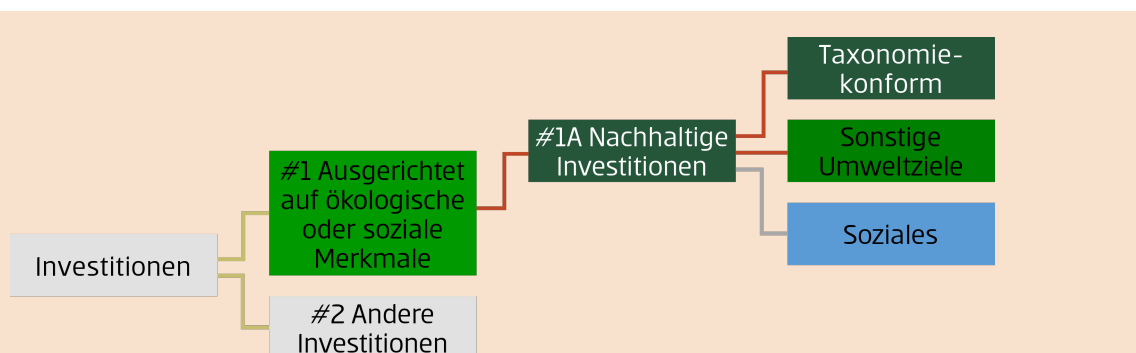 Investitionen
#1 Ausgerichtet
auf ökologische
oder soziale
Merkmale
#2 Andere
Investitionen
#1A Nachhaltige
Investitionen
Taxonomie-
konform
Sonstige
Umweltziele
Soziales